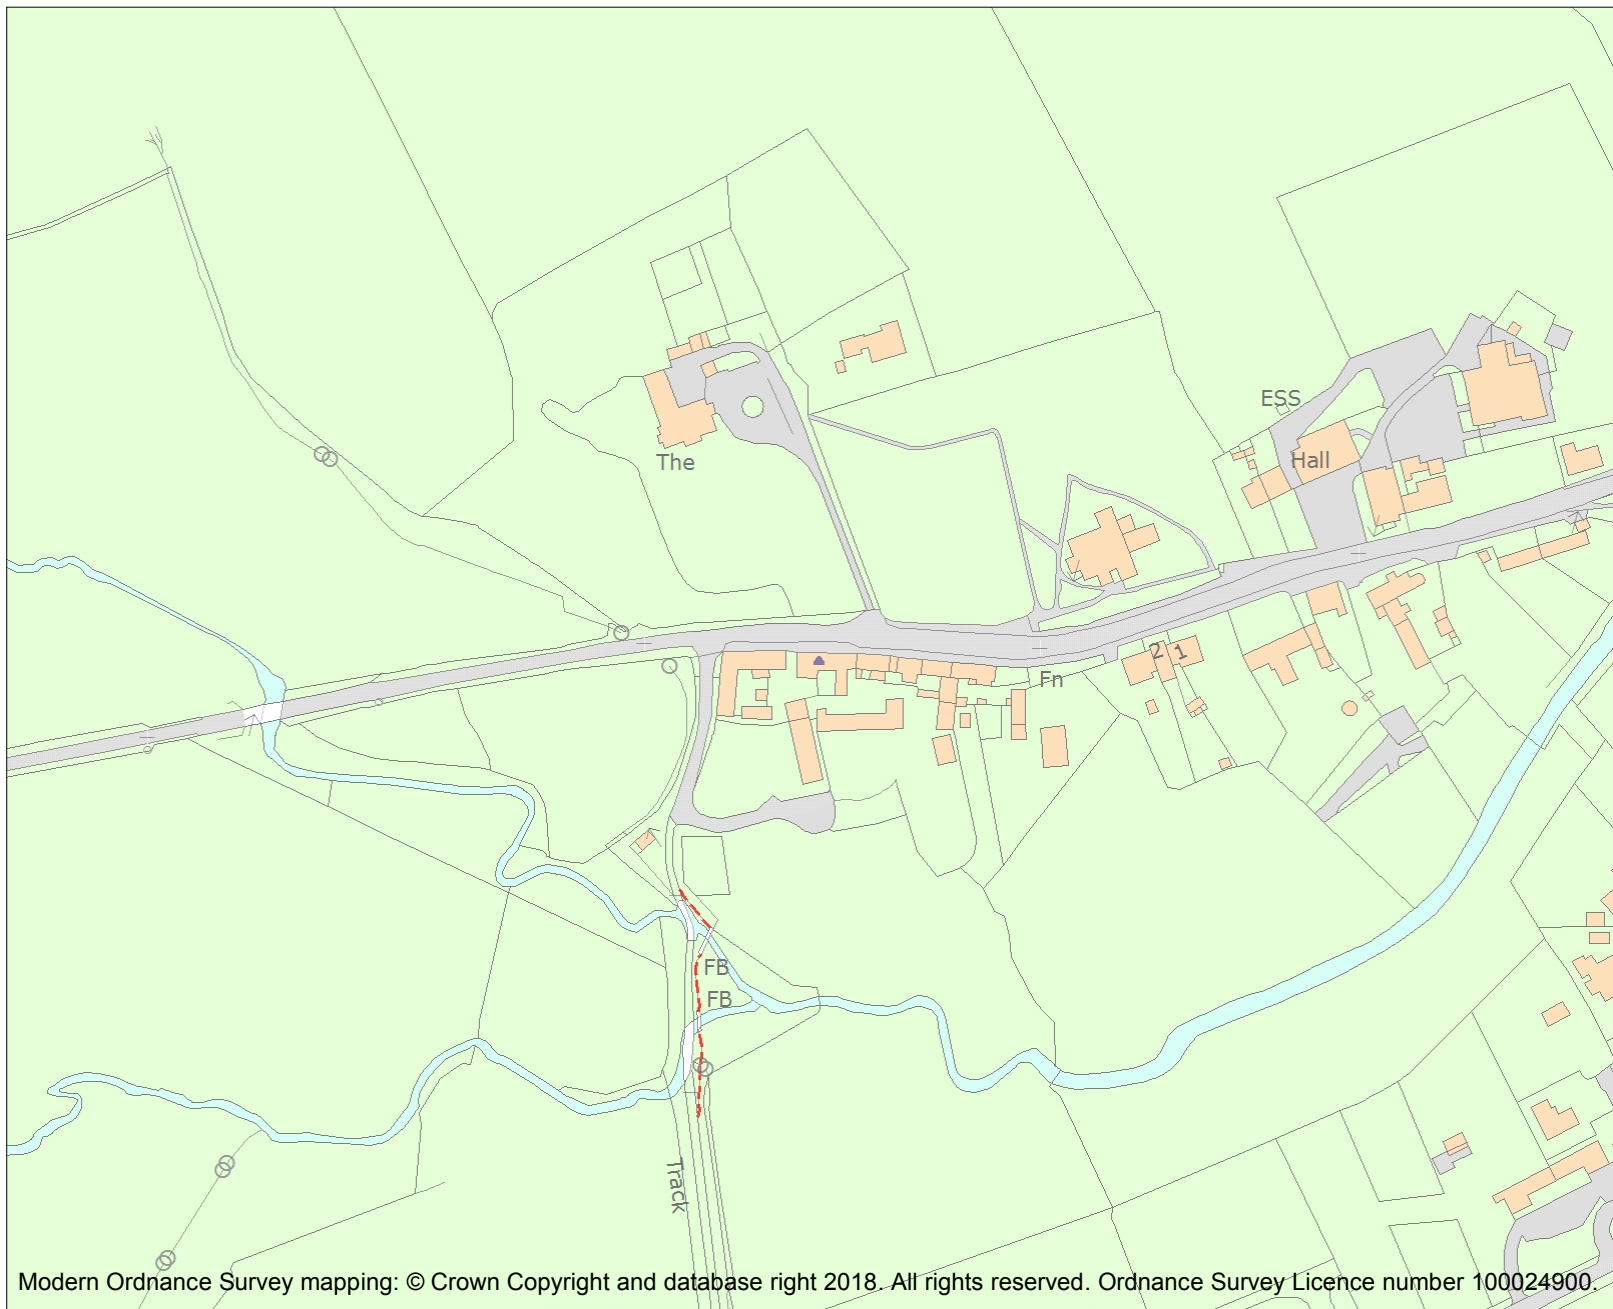 ESS
Hall
The
2 1
Fn
FB
FB
Track
Modern Ordnance Survey mapping: © Crown Copyright and database right 2018. All rights reserved. Ordnance Survey Licence number 100024900.